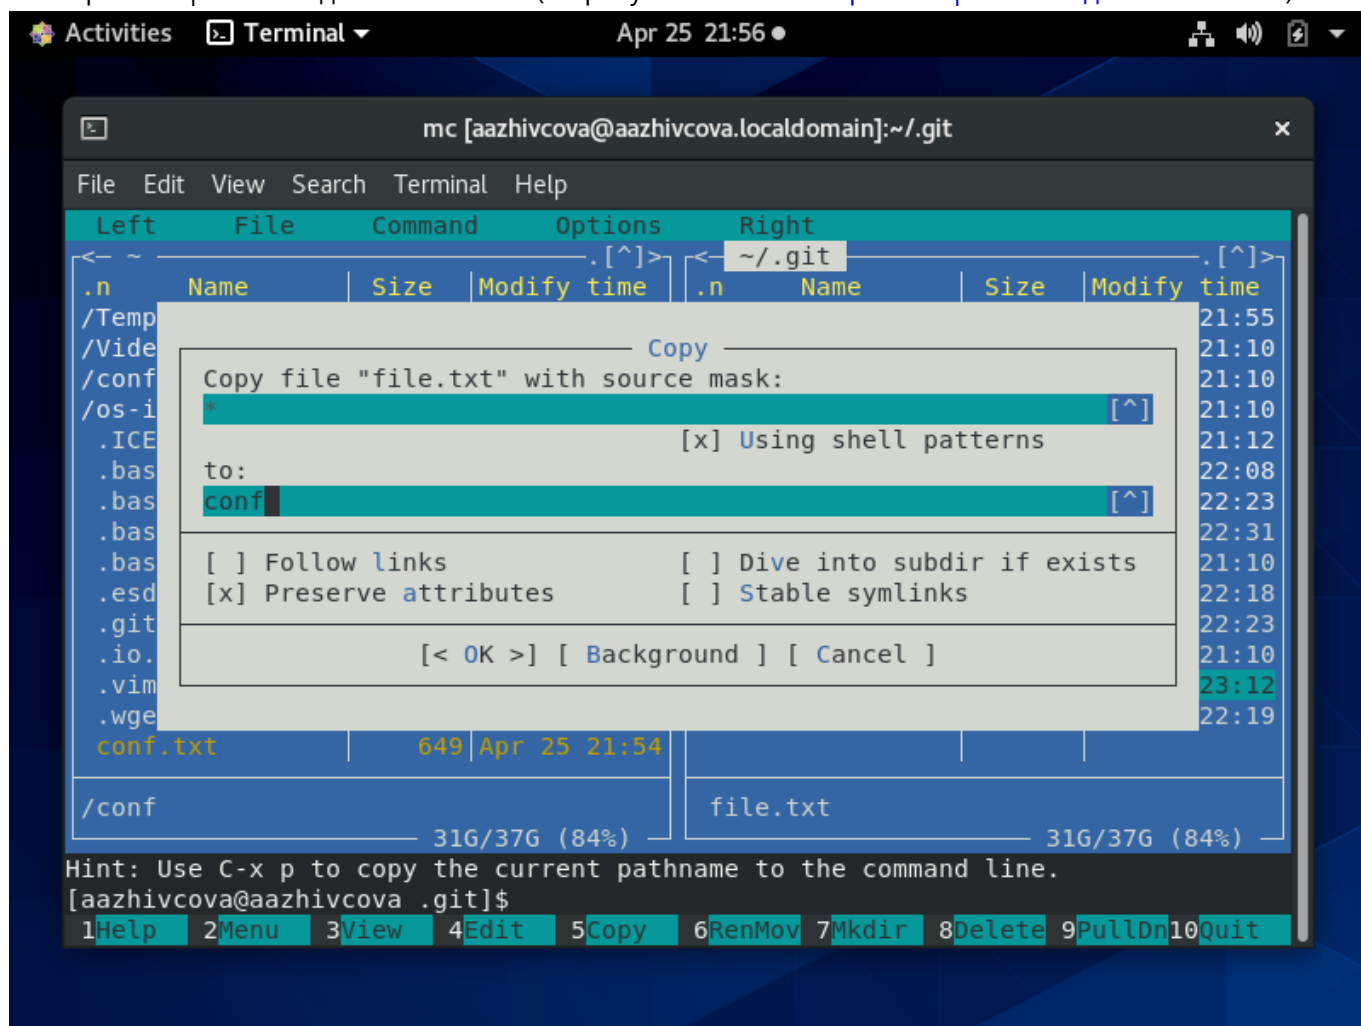 Activities Terminal Apr 25 21:56
mc [aazhivcova@aazhivcova.localdomain]:~/.git ×
File Edit View Search Terminal Help
Left File Command Options Right
<— ~ .[^]> <— ~/.git .[^]>
.n Name Size Modify time .n Name Size Modify time
/Temp 21:55
/Vide Copy 21:10
/conf Copy file "file.txt" with source mask: 21:10
/os-i * [^] 21:10
.ICE [x] Using shell patterns 21:12
.bas to: 22:08
.bas conf [^] 22:23
.bas 22:31
.bas [ ] Follow links [ ] Dive into subdir if exists 21:10
.esd [x] Preserve attributes [ ] Stable symlinks 22:18
.git 22:23
.io. [< OK >] [ Background ] [ Cancel ] 21:10
.vim 23:12
.wge 22:19
conf.txt 649 Apr 25 21:54
/conf file.txt
31G/37G (84%) 31G/37G (84%)
Hint: Use C-x p to copy the current pathname to the command line.
[aazhivcova@aazhivcova .git]$
1Help 2Menu 3View 4Edit 5Copy 6RenMov 7Mkdir 8Delete 9PullDn 10Quit